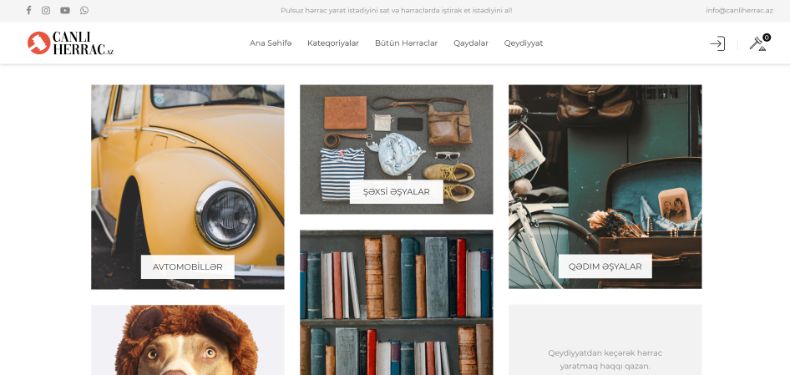 Pulsuz hərrac yarat istədiyini sat və hərraclarda iştirak et istədiyini al!
info@canliherrac.az
CANLI
HERRAC.AZ
Ana Səhifə
Kateqoriyalar
Bütün Hərraclar
Qaydalar
Qeydiyyat
0
AVTOMOBİLLƏR
ŞƏXSİ ƏŞYALAR
QƏDIM ƏŞYALAR
Qeydiyyatdan keçərək hərrac
yaratmaq haqqı qazan.